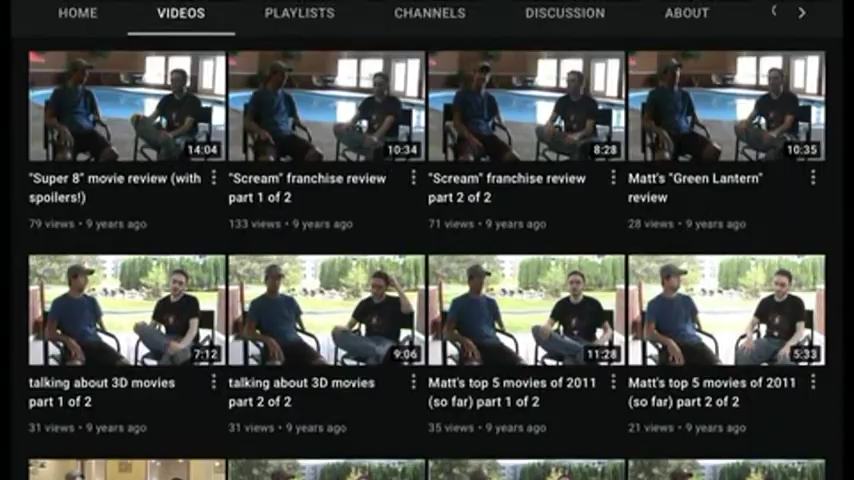 HOME VIDEOS PLAYLISTS CHANNELS DISCUSSION ABOUT
14:04 10:34 8:28 10:35
"Super 8" movie review (with
spoilers!)
79 views • 9 years ago
"Scream" franchise review
part 1 of 2
133 views • 9 years ago
"Scream" franchise review
part 2 of 2
71 views • 9 years ago
Matt's "Green Lantern"
review
28 views • 9 years ago
7:12 9:06 11:28 5:33
talking about 3D movies
part 1 of 2
31 views • 9 years ago
talking about 3D movies
part 2 of 2
31 views • 9 years ago
Matt's top 5 movies of 2011
(so far) part 1 of 2
35 views • 9 years ago
Matt's top 5 movies of 2011
(so far) part 2 of 2
21 views • 9 years ago